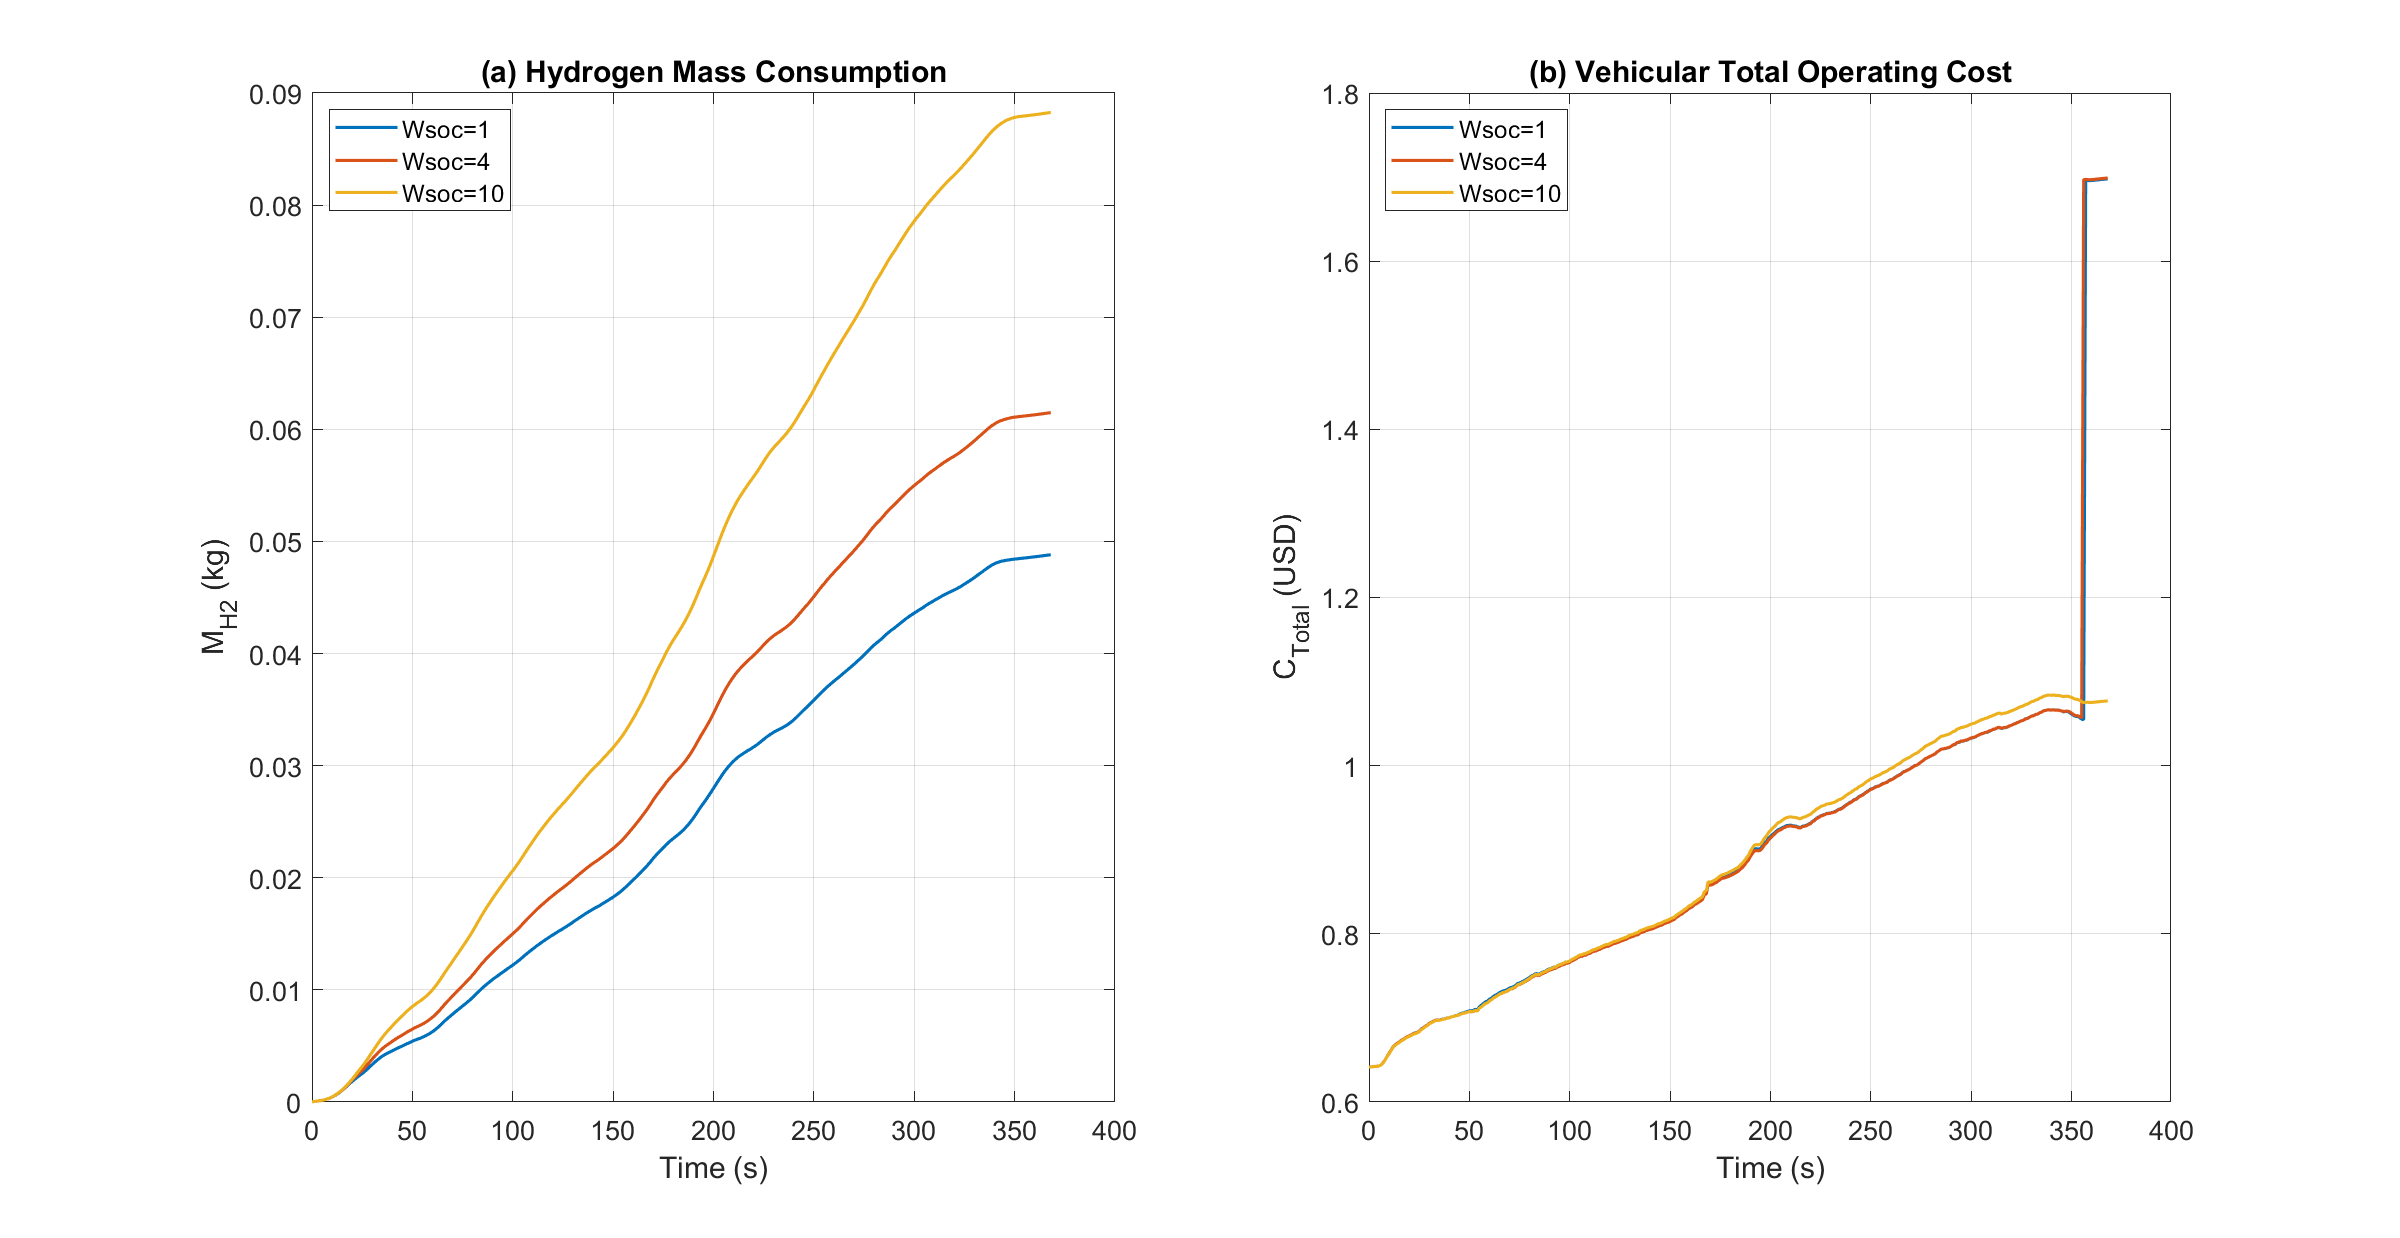 (a) Hydrogen Mass Consumption
0.09
0.08
0.07
0.06
0.05
0.04
0.03
0.02
0.01
0
M_H2 (kg)
Wsoc=1
Wsoc=4
Wsoc=10
0 50 100 150 200 250 300 350 400
Time (s)
(b) Vehicular Total Operating Cost
1.8
1.6
1.4
1.2
1
0.8
0.6
C_Total (USD)
Wsoc=1
Wsoc=4
Wsoc=10
0 50 100 150 200 250 300 350 400
Time (s)